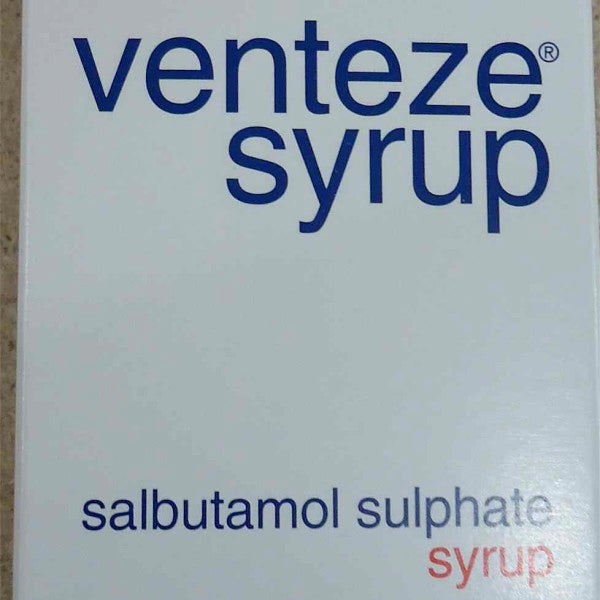 venteze®
syrup
salbutamol sulphate
syrup